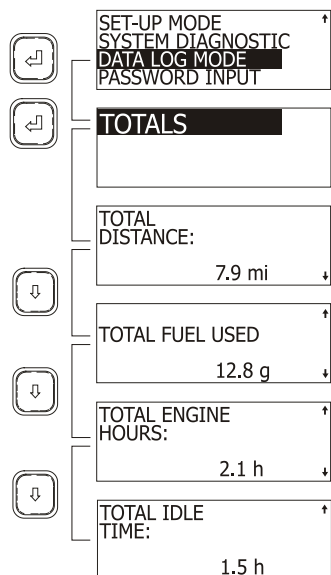 SET-UP MODE
SYSTEM DIAGNOSTIC
DATA LOG MODE
PASSWORD INPUT
TOTALS
TOTAL
DISTANCE:
7.9 mi
TOTAL FUEL USED
12.8 g
TOTAL ENGINE
HOURS:
2.1 h
TOTAL IDLE
TIME:
1.5 h